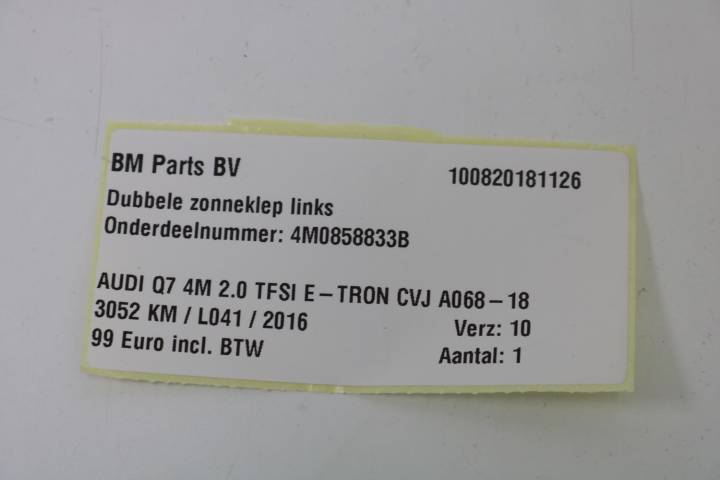 BM Parts BV 100820181126
Dubbele zonneklep links
Onderdeelnummer: 4M0858833B
AUDI Q7 4M 2.0 TFSI E-TRON CVJ A068-18
3052 KM / L041 / 2016 Verz: 10
99 Euro incl. BTW Aantal: 1